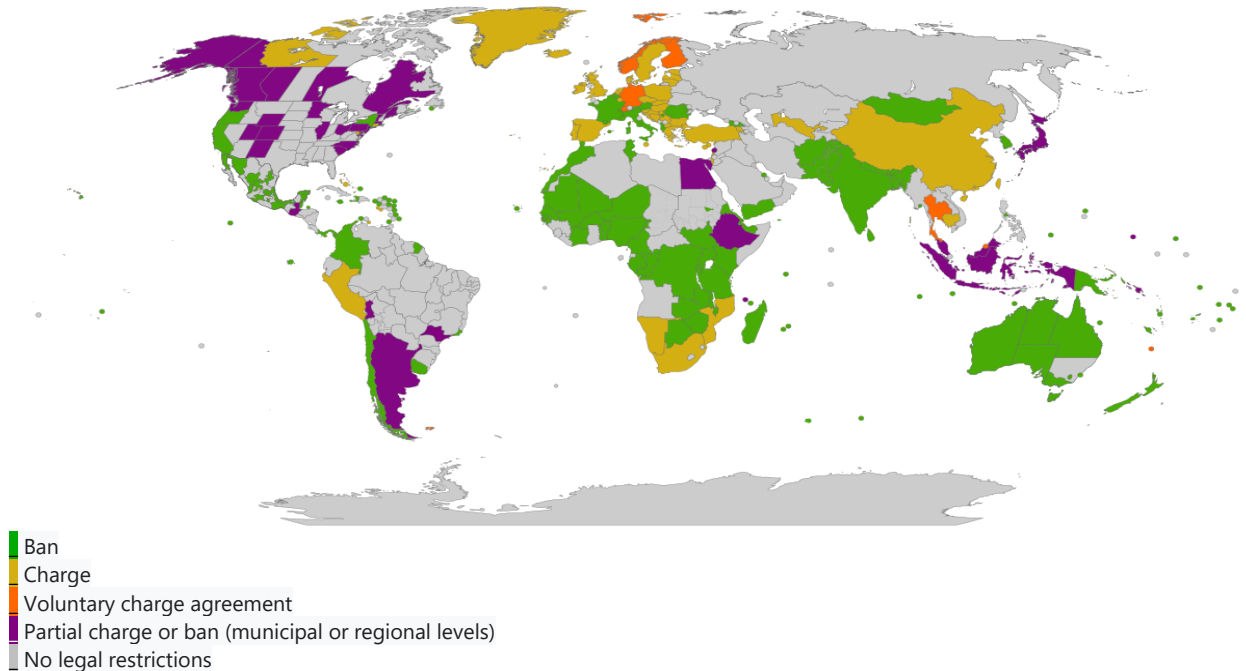 Ban
Charge
Voluntary charge agreement
Partial charge or ban (municipal or regional levels)
No legal restrictions